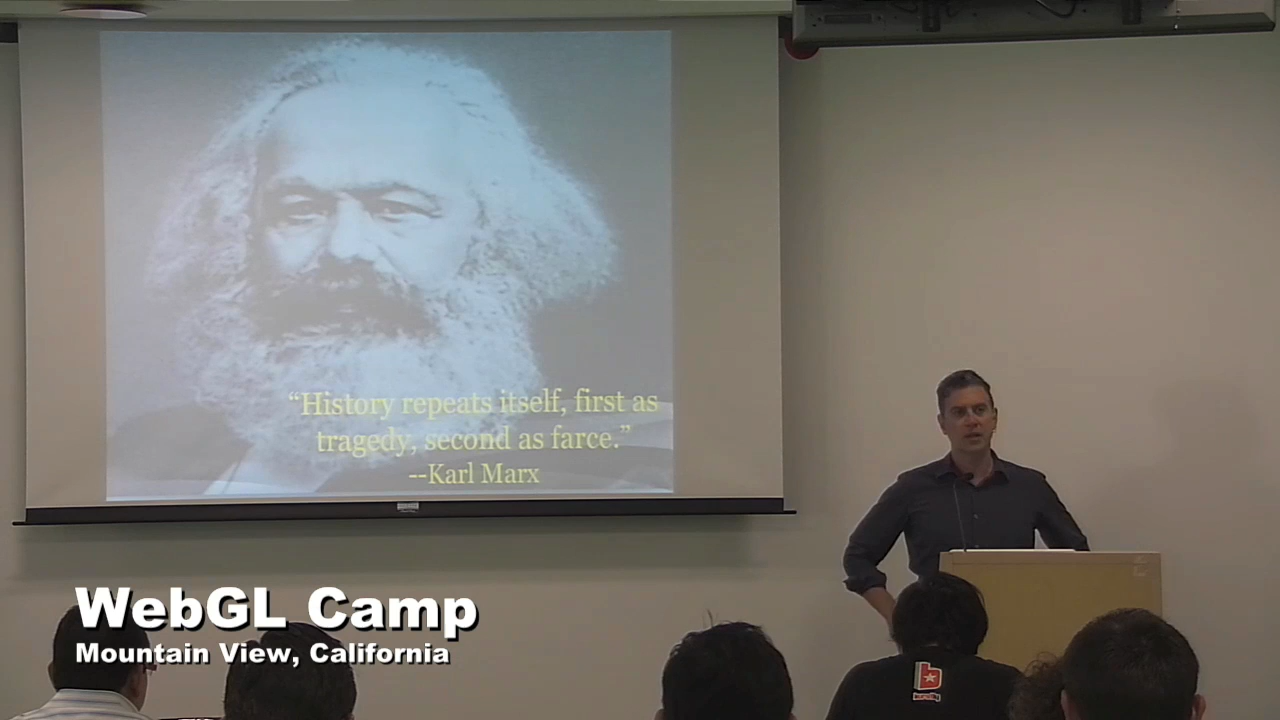 “History repeats itself, first as
tragedy, second as farce.”
--Karl Marx
WebGL Camp
Mountain View, California